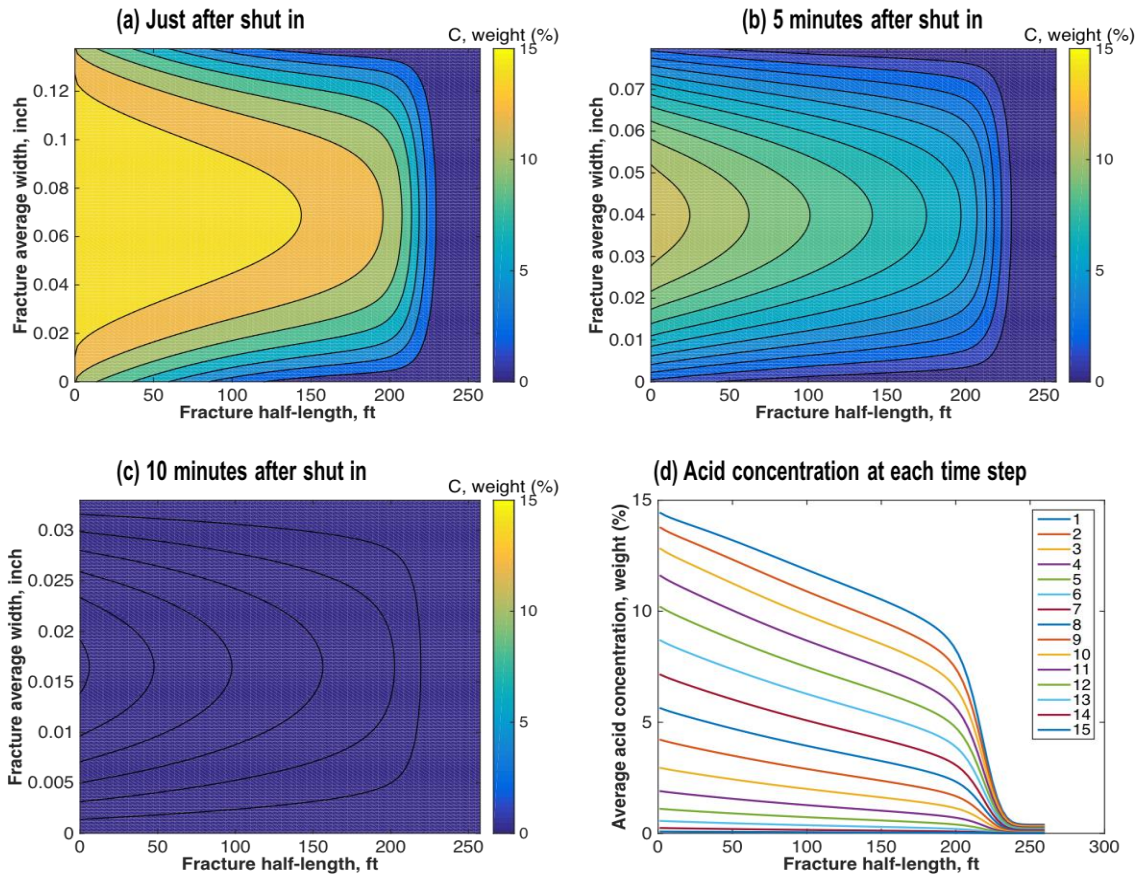 (a) Just after shut in
C, weight (%)
Fracture average width, inch
0.12
0.1
0.08
0.06
0.04
0.02
0
0 50 100 150 200 250
Fracture half-length, ft
15
10
5
0
(b) 5 minutes after shut in
C, weight (%)
Fracture average width, inch
0.07
0.06
0.05
0.04
0.03
0.02
0.01
0
0 50 100 150 200 250
Fracture half-length, ft
15
10
5
0
(c) 10 minutes after shut in
C, weight (%)
Fracture average width, inch
0.03
0.025
0.02
0.015
0.01
0.005
0
0 50 100 150 200 250
Fracture half-length, ft
15
10
5
0
(d) Acid concentration at each time step
Average acid concentration, weight (%)
15
10
5
0
0 50 100 150 200 250 300
Fracture half-length, ft
1
2
3
4
5
6
7
8
9
10
11
12
13
14
15